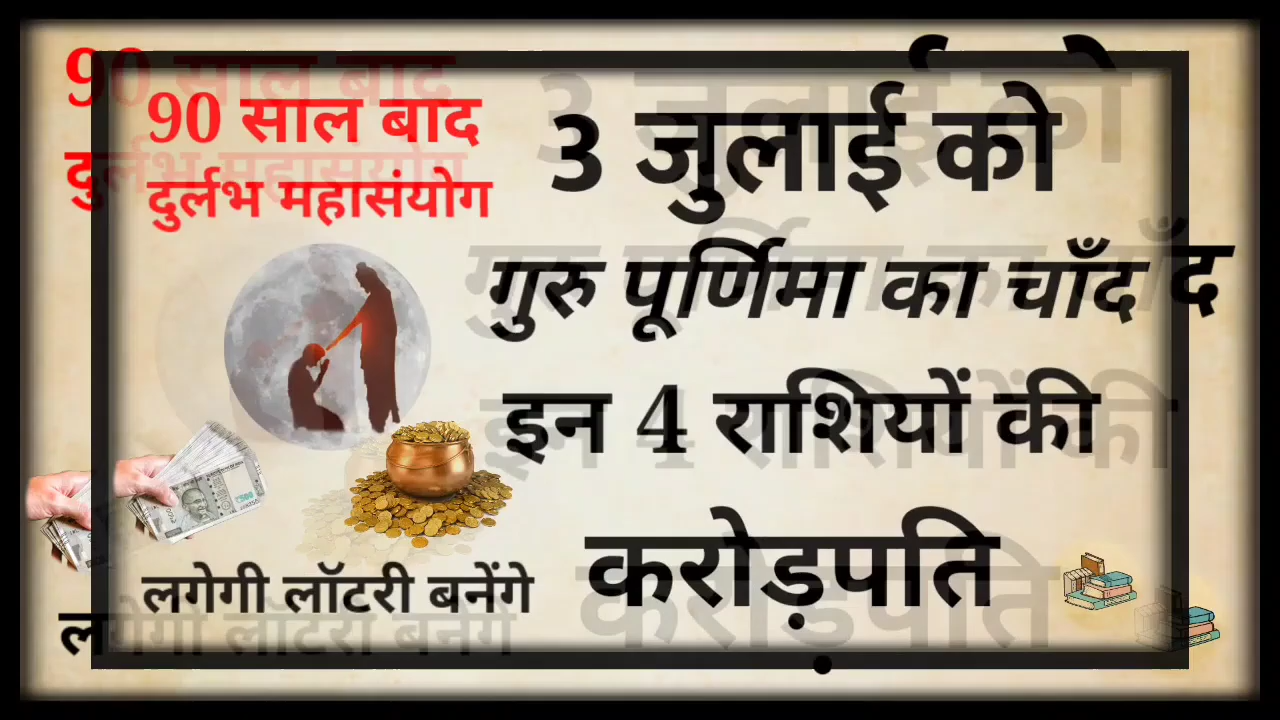 90 साल बाद
दुर्लभ महासंयोग
3 जुलाई को
गुरु पूर्णिमा का चाँद
इन 4 राशियों की
करोड़पति
लगेगी लॉटरी बनेंगे